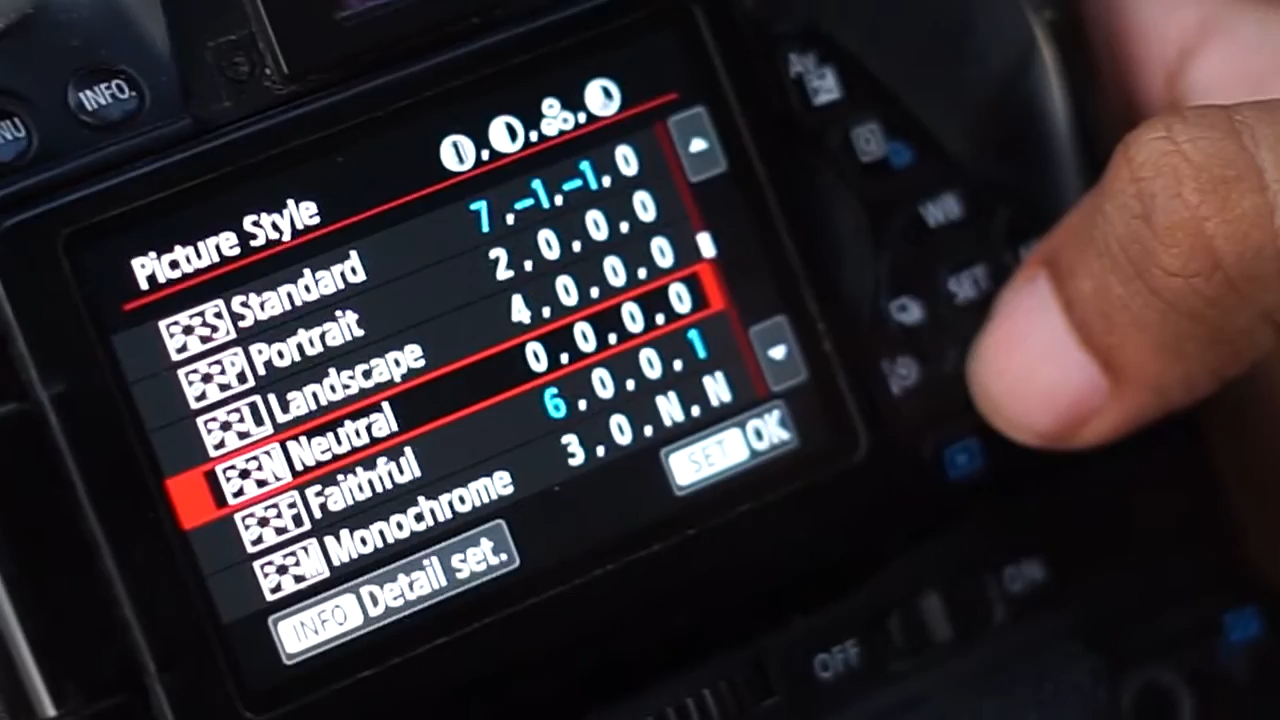 INFO.
NU
Picture Style
Standard 7,-1,-1,0
Portrait 2,0,0,0
Landscape 4,0,0,0
Neutral 0,0,0,0
Faithful 6,0,0,1
Monochrome 3,0,N,N
INFO Detail set.
SET OK
Av
WB
SET
OFF
ON